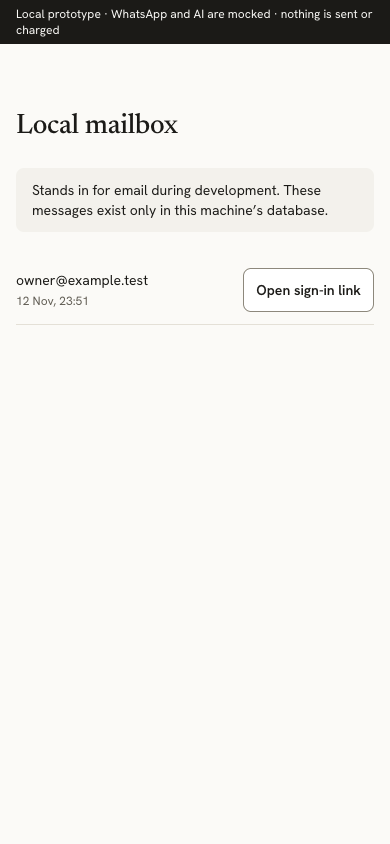 Local prototype · WhatsApp and AI are mocked · nothing is sent or
charged
Local mailbox
Stands in for email during development. These
messages exist only in this machine’s database.
owner@example.test
12 Nov, 23:51
Open sign-in link